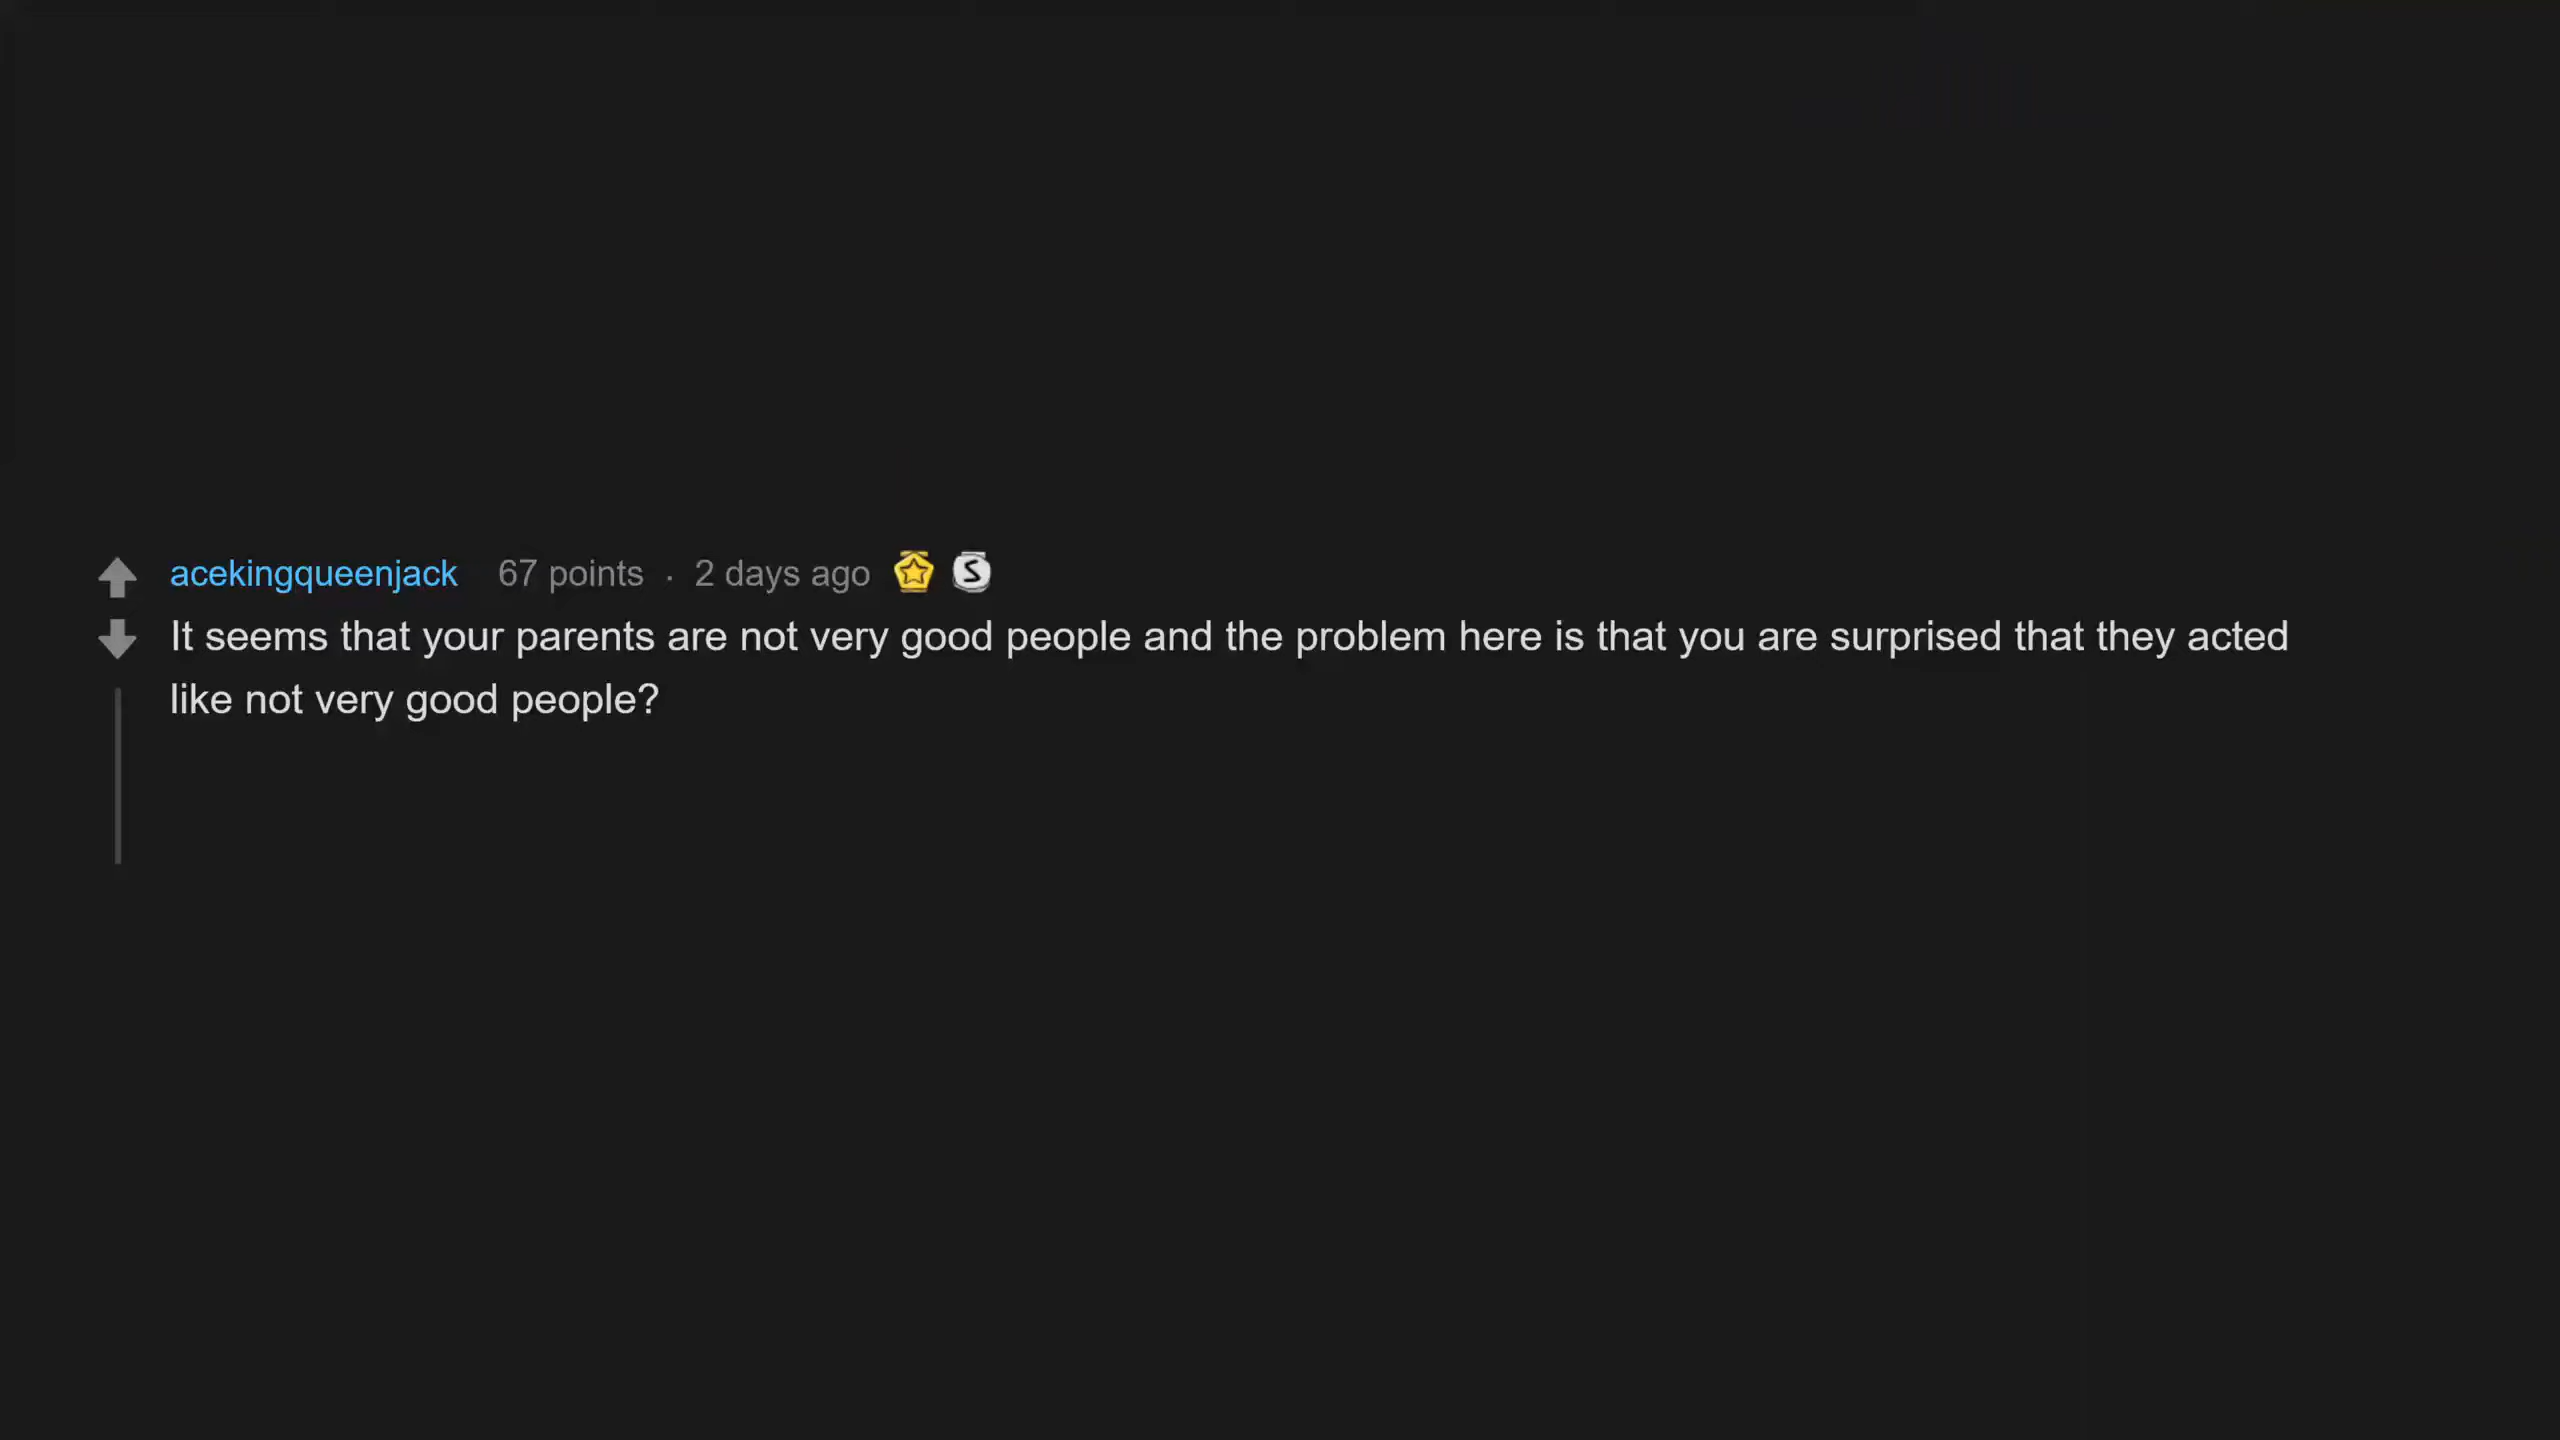 acekingqueenjack 67 points · 2 days ago
It seems that your parents are not very good people and the problem here is that you are surprised that they acted
like not very good people?